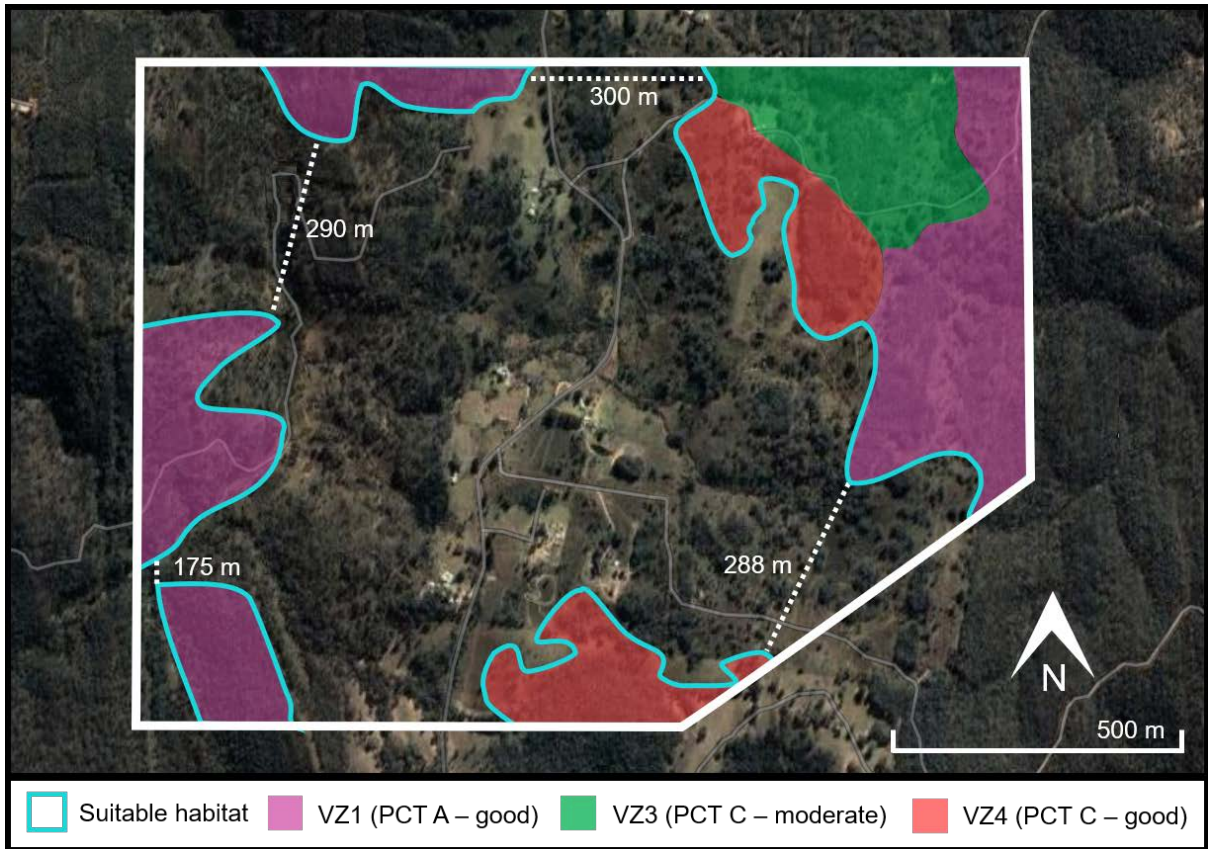 300 m
290 m
175 m
288 m
N
500 m
Suitable habitat
VZ1 (PCT A – good)
VZ3 (PCT C – moderate)
VZ4 (PCT C – good)